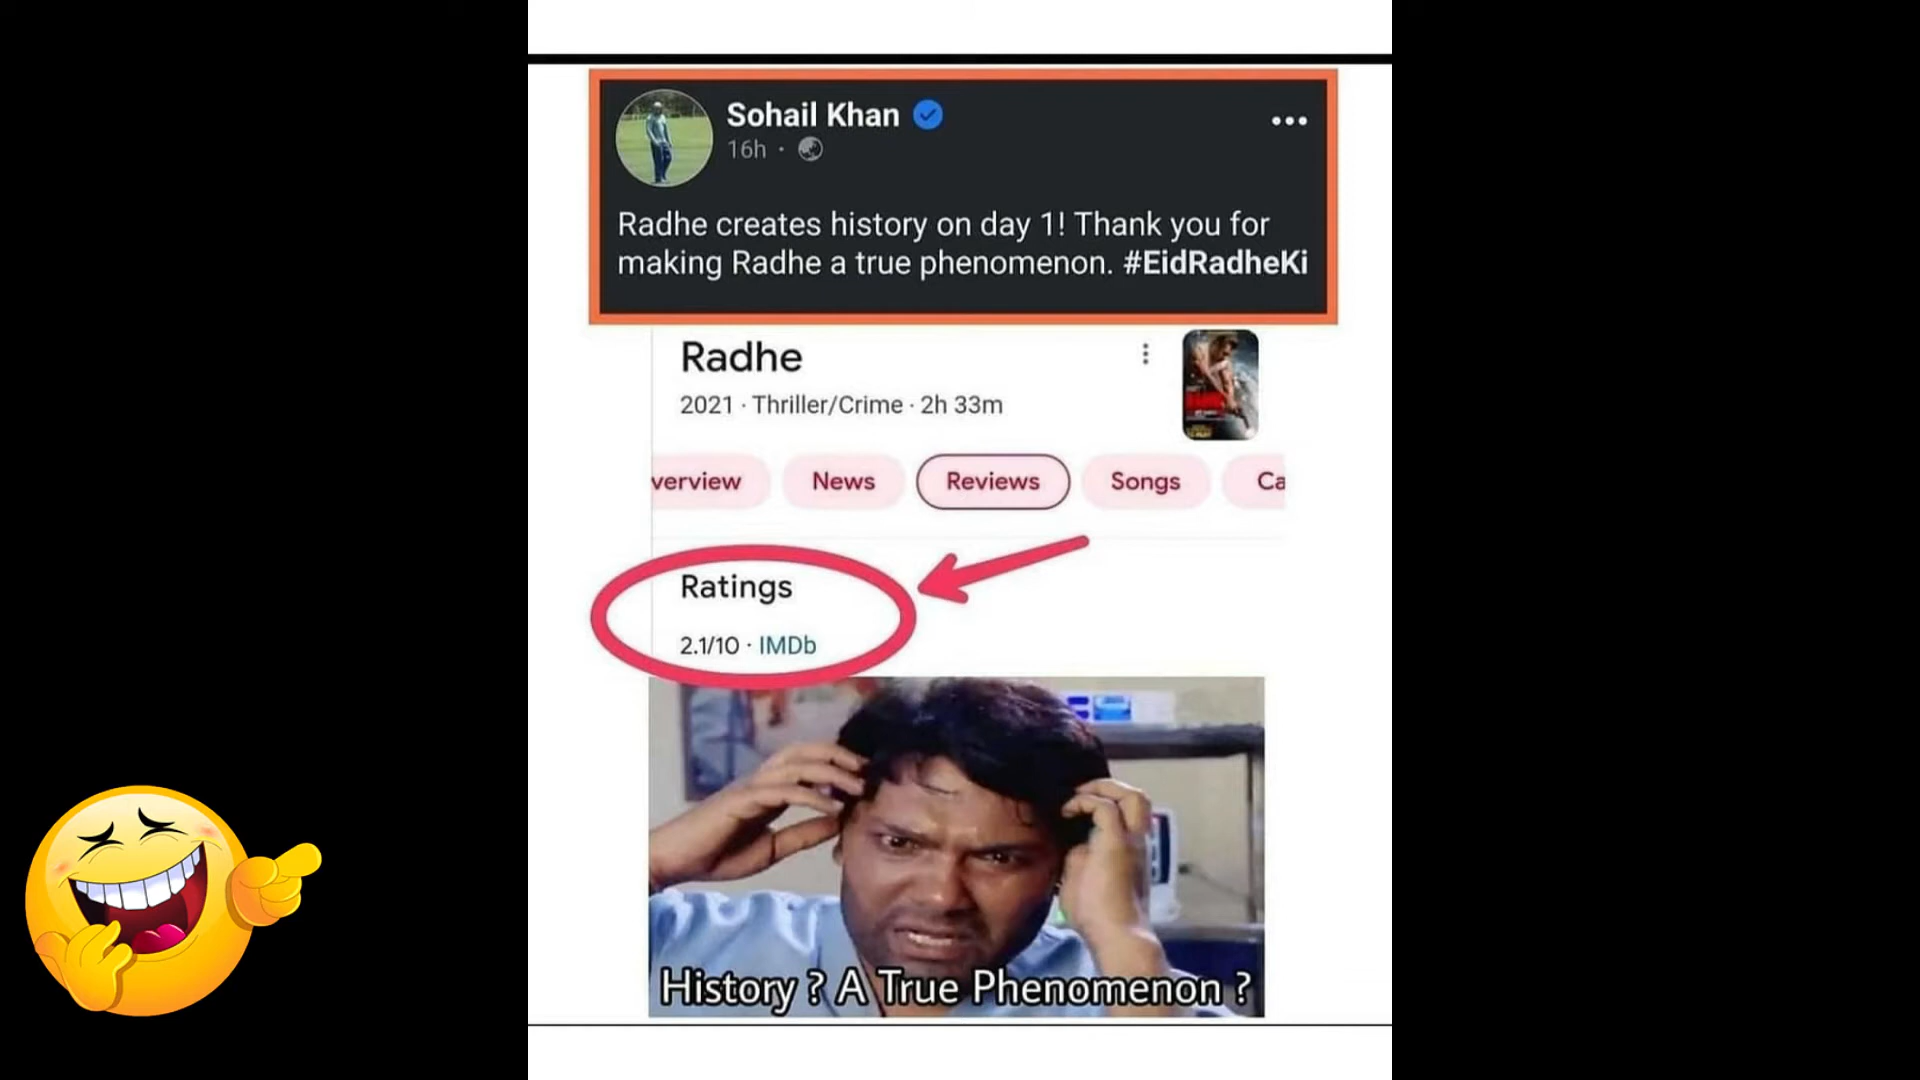 Sohail Khan
16h ·
Radhe creates history on day 1! Thank you for
making Radhe a true phenomenon. #EidRadheKi
Radhe
2021 · Thriller/Crime · 2h 33m
verview
News
Reviews
Songs
Ca
Ratings
2.1/10 · IMDb
History ? A True Phenomenon ?